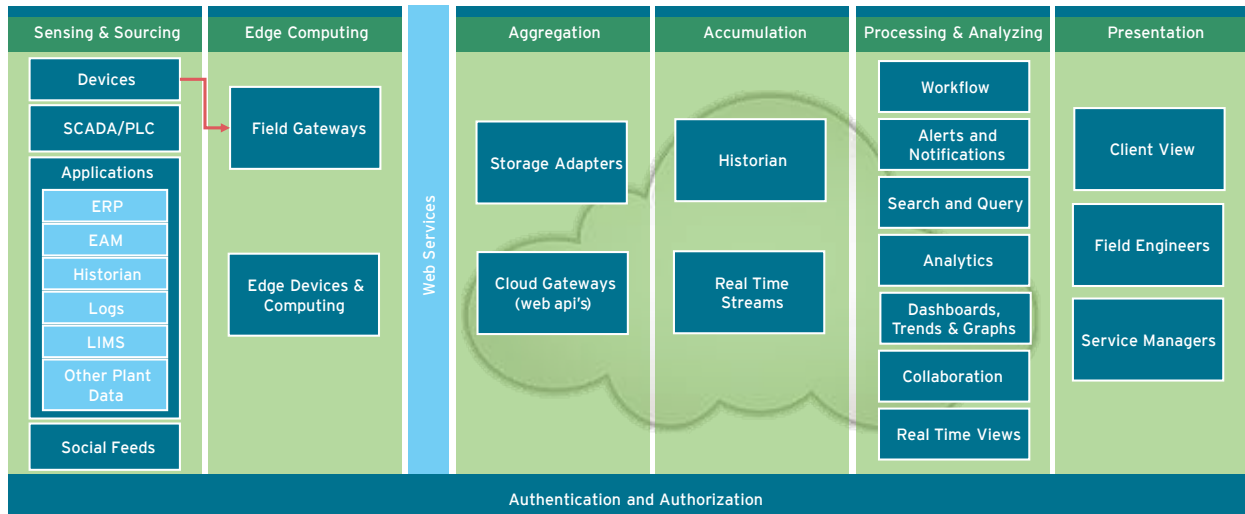 Sensing & Sourcing
Edge Computing
Aggregation
Accumulation
Processing & Analyzing
Presentation
Devices
SCADA/PLC
Applications
ERP
EAM
Historian
Logs
LIMS
Other Plant
Data
Social Feeds
Field Gateways
Edge Devices &
Computing
Web Services
Storage Adapters
Cloud Gateways
(web api's)
Historian
Real Time
Streams
Workflow
Alerts and
Notifications
Search and Query
Analytics
Dashboards,
Trends & Graphs
Collaboration
Real Time Views
Client View
Field Engineers
Service Managers
Authentication and Authorization